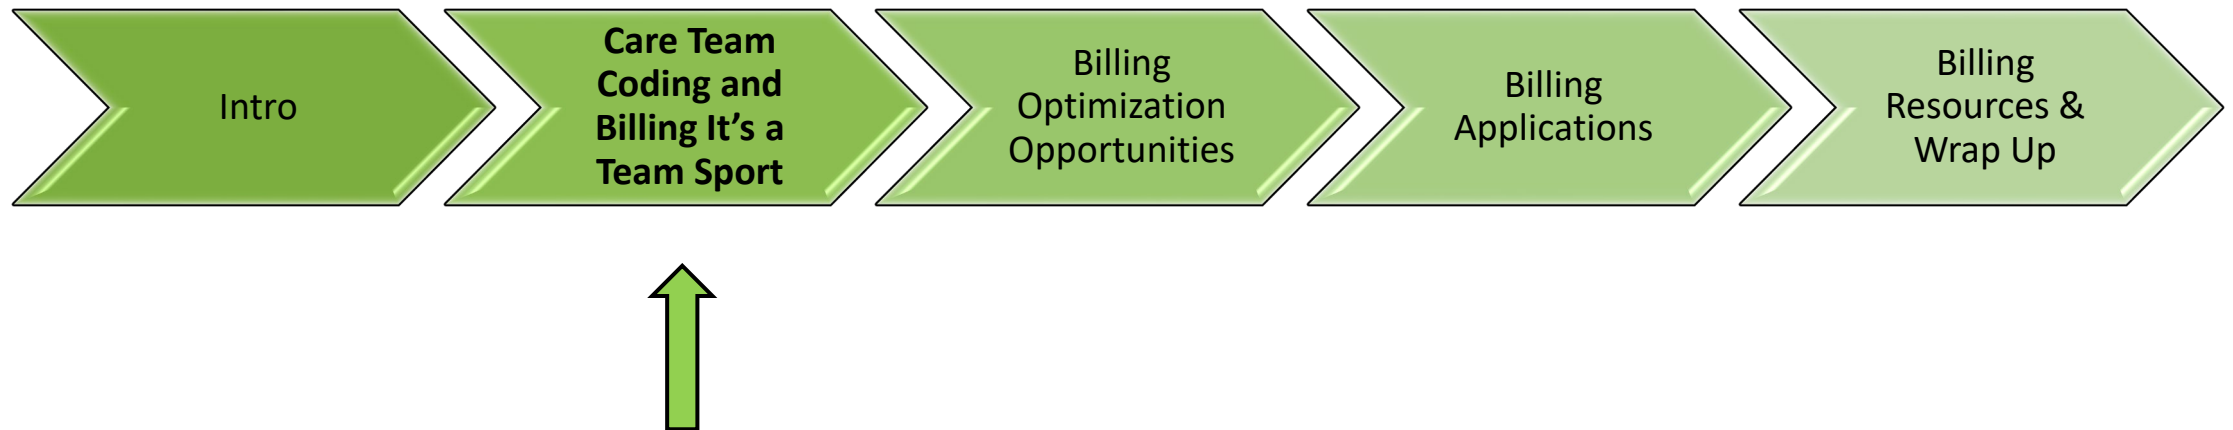 Intro
Care Team
Coding and
Billing It’s a
Team Sport
Billing
Optimization
Opportunities
Billing
Applications
Billing
Resources &
Wrap Up